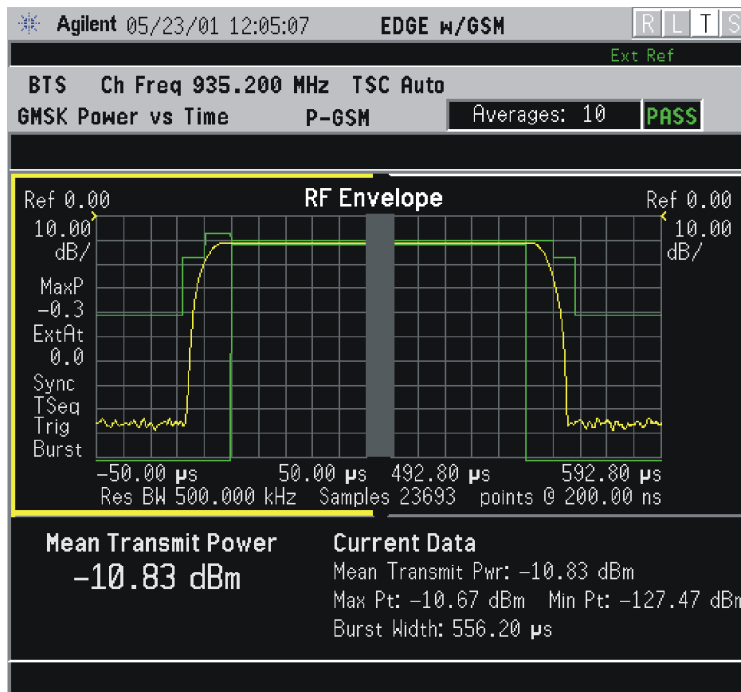 Agilent 05/23/01 12:05:07 EDGE w/GSM R L T S
Ext Ref
BTS Ch Freq 935.200 MHz TSC Auto
GMSK Power vs Time P-GSM Averages: 10 PASS
Ref 0.00 RF Envelope Ref 0.00
10.00 10.00
dB/ dB/
MaxP
-0.3
ExtAt
0.0
Sync
TSeq
Trig
Burst
-50.00 µs 50.00 µs 492.80 µs 592.80 µs
Res BW 500.000 kHz Samples 23693 points @ 200.00 ns
Mean Transmit Power Current Data
-10.83 dBm Mean Transmit Pwr: -10.83 dBm
Max Pt: -10.67 dBm Min Pt: -127.47 dBm
Burst Width: 556.20 µs